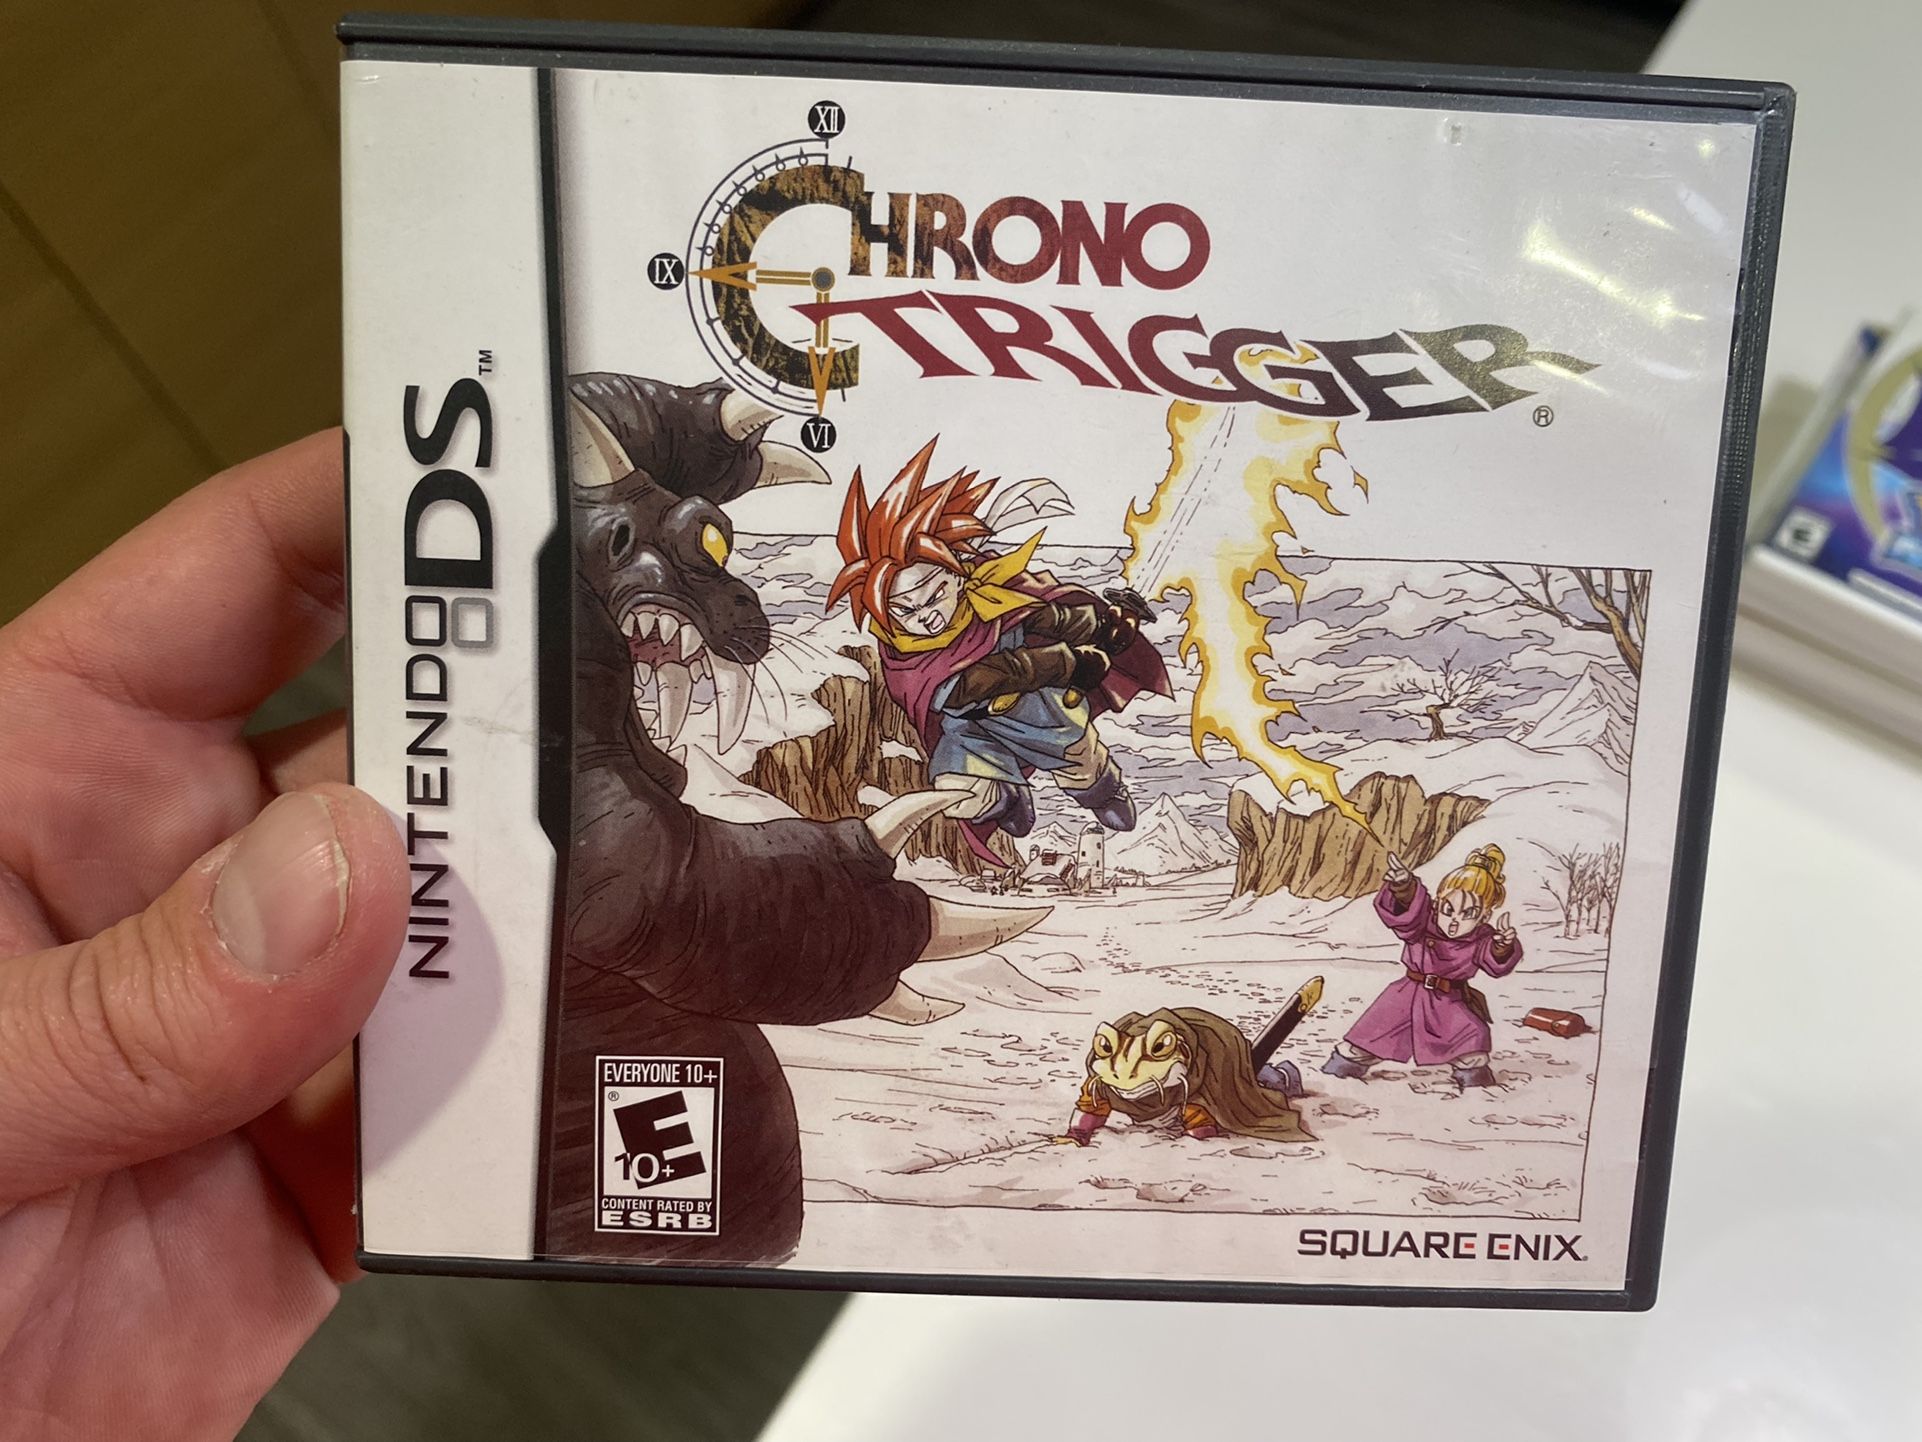 XII
IX
VI
CHRONO
TRIGGER®
NINTENDO DS™
EVERYONE 10+
E
10+
®
CONTENT RATED BY
ESRB
SQUARE ENIX®
E